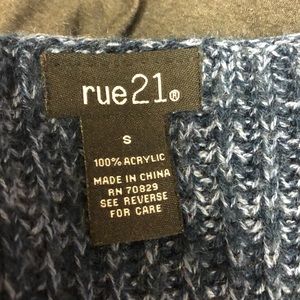 rue21®
S
100% ACRYLIC
MADE IN CHINA
RN 70829
SEE REVERSE
FOR CARE